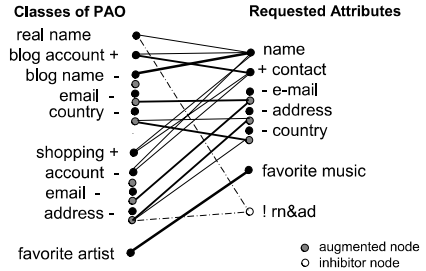 Classes of PAO
Requested Attributes
real name
blog account +
blog name -
email -
country -
shopping +
account -
email -
address -
favorite artist
name
+ contact
- e-mail
- address
- country
favorite music
! rn&ad
augmented node
inhibitor node